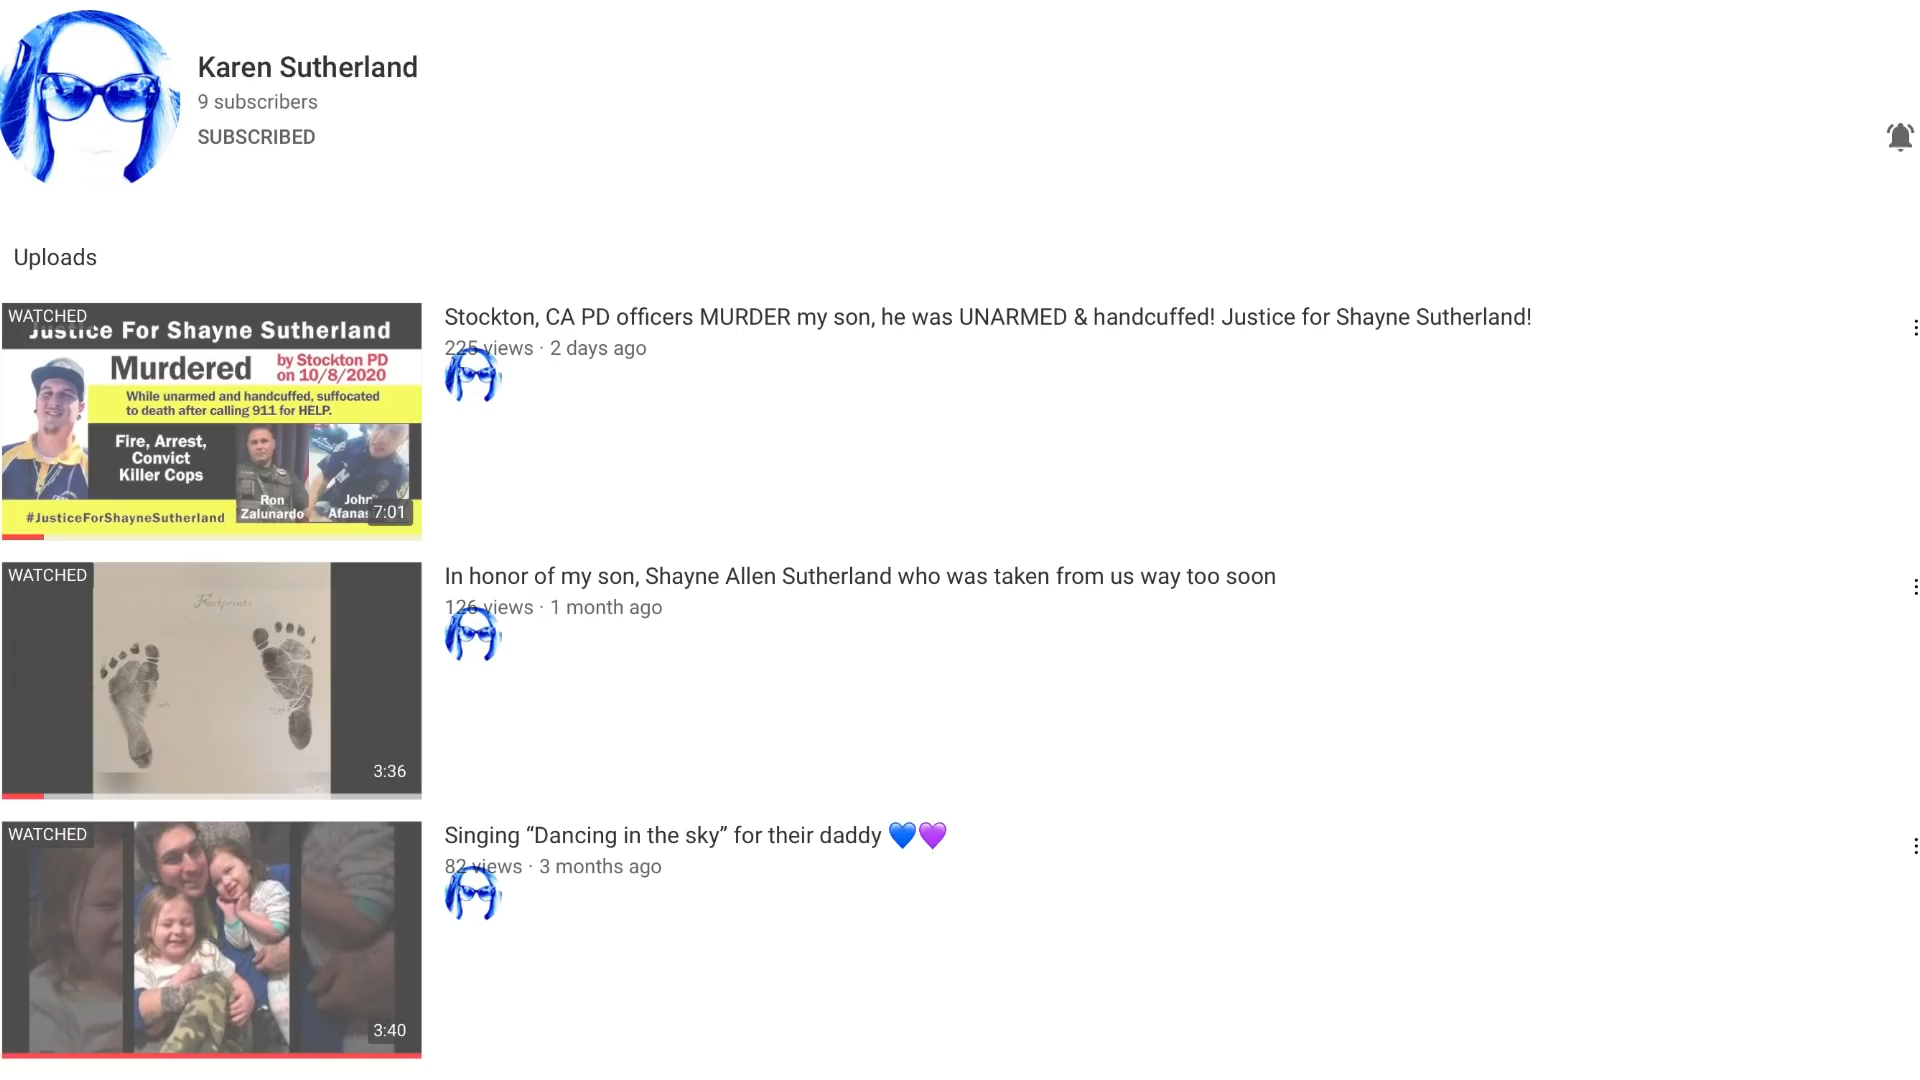 Karen Sutherland
9 subscribers
SUBSCRIBED
Uploads
WATCHED
Justice For Shayne Sutherland
Murdered
by Stockton PD
on 10/8/2020
While unarmed and handcuffed, suffocated
to death after calling 911 for HELP.
Fire, Arrest,
Convict
Killer Cops
Ron
Zalunardo
John
Afanas
#JusticeForShayneSutherland
7:01
Stockton, CA PD officers MURDER my son, he was UNARMED & handcuffed! Justice for Shayne Sutherland!
225 views · 2 days ago
WATCHED
Footprints
3:36
In honor of my son, Shayne Allen Sutherland who was taken from us way too soon
126 views · 1 month ago
WATCHED
3:40
Singing “Dancing in the sky” for their daddy 💙💜
82 views · 3 months ago